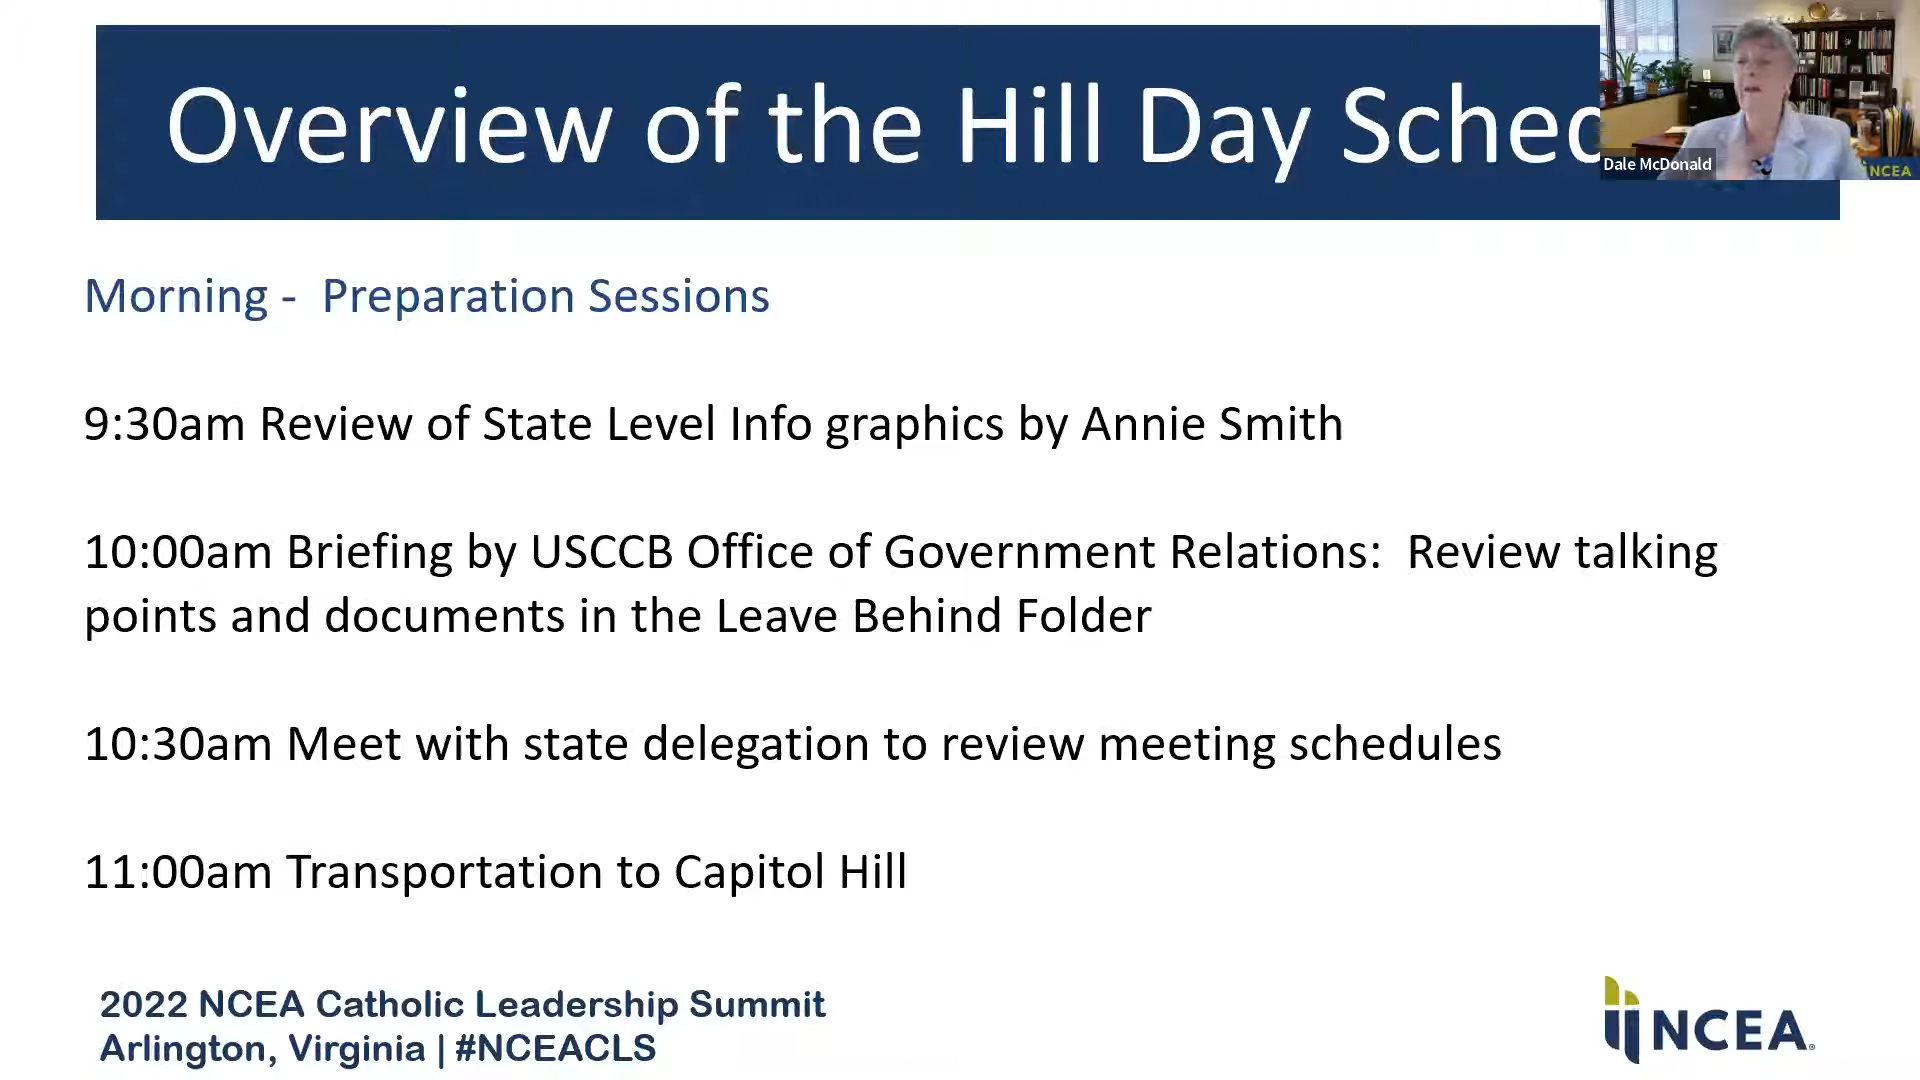 Overview of the Hill Day Sched
Dale McDonald
NCEA
Morning -  Preparation Sessions
9:30am Review of State Level Info graphics by Annie Smith
10:00am Briefing by USCCB Office of Government Relations:  Review talking
points and documents in the Leave Behind Folder
10:30am Meet with state delegation to review meeting schedules
11:00am Transportation to Capitol Hill
2022 NCEA Catholic Leadership Summit
Arlington, Virginia | #NCEACLS
NCEA®